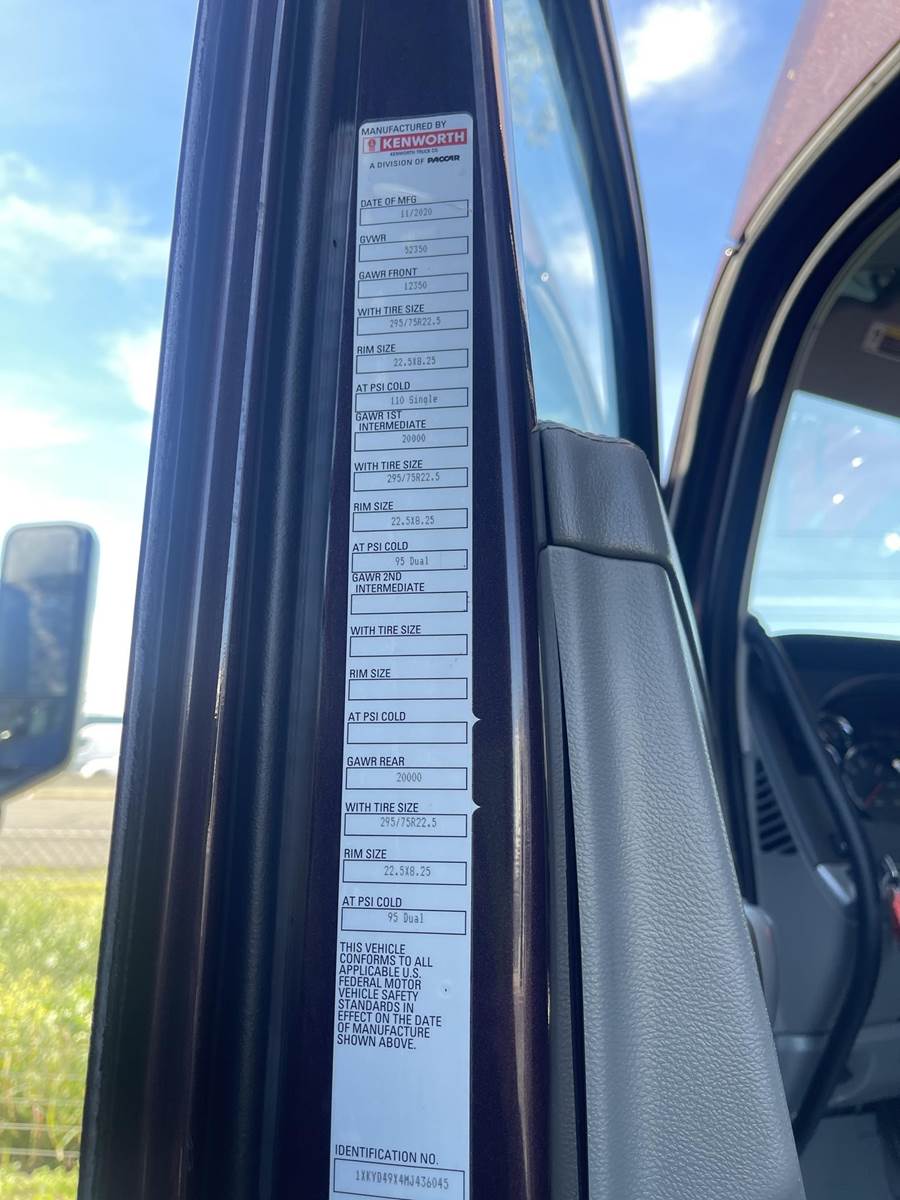 MANUFACTURED BY
KENWORTH
KENWORTH TRUCK CO
A DIVISION OF PACCAR
DATE OF MFG
11/2020
GVWR
52350
GAWR FRONT
12350
WITH TIRE SIZE
295/75R22.5
RIM SIZE
22.5X8.25
AT PSI COLD
110 Single
GAWR 1ST
INTERMEDIATE
20000
WITH TIRE SIZE
295/75R22.5
RIM SIZE
22.5X8.25
AT PSI COLD
95 Dual
GAWR 2ND
INTERMEDIATE
WITH TIRE SIZE
RIM SIZE
AT PSI COLD
GAWR REAR
20000
WITH TIRE SIZE
295/75R22.5
RIM SIZE
22.5X8.25
AT PSI COLD
95 Dual
THIS VEHICLE
CONFORMS TO ALL
APPLICABLE U.S.
FEDERAL MOTOR
VEHICLE SAFETY
STANDARDS IN
EFFECT ON THE DATE
OF MANUFACTURE
SHOWN ABOVE.
IDENTIFICATION NO.
1XKYD49X4MJ436045